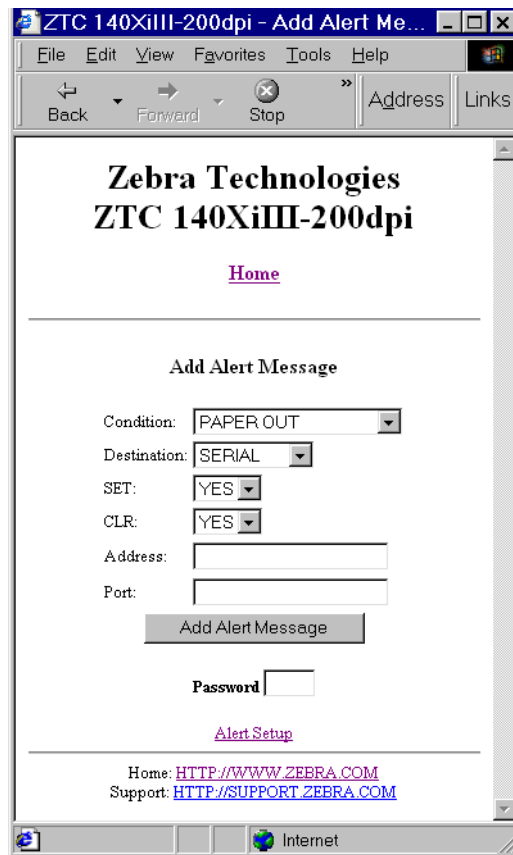 ZTC 140XiIII-200dpi - Add Alert Me...
File Edit View Favorites Tools Help
Back Forward Stop » Address Links
Zebra Technologies
ZTC 140XiIII-200dpi
Home
Add Alert Message
Condition: PAPER OUT
Destination: SERIAL
SET: YES
CLR: YES
Address:
Port:
Add Alert Message
Password
Alert Setup
Home: HTTP://WWW.ZEBRA.COM
Support: HTTP://SUPPORT.ZEBRA.COM
Internet